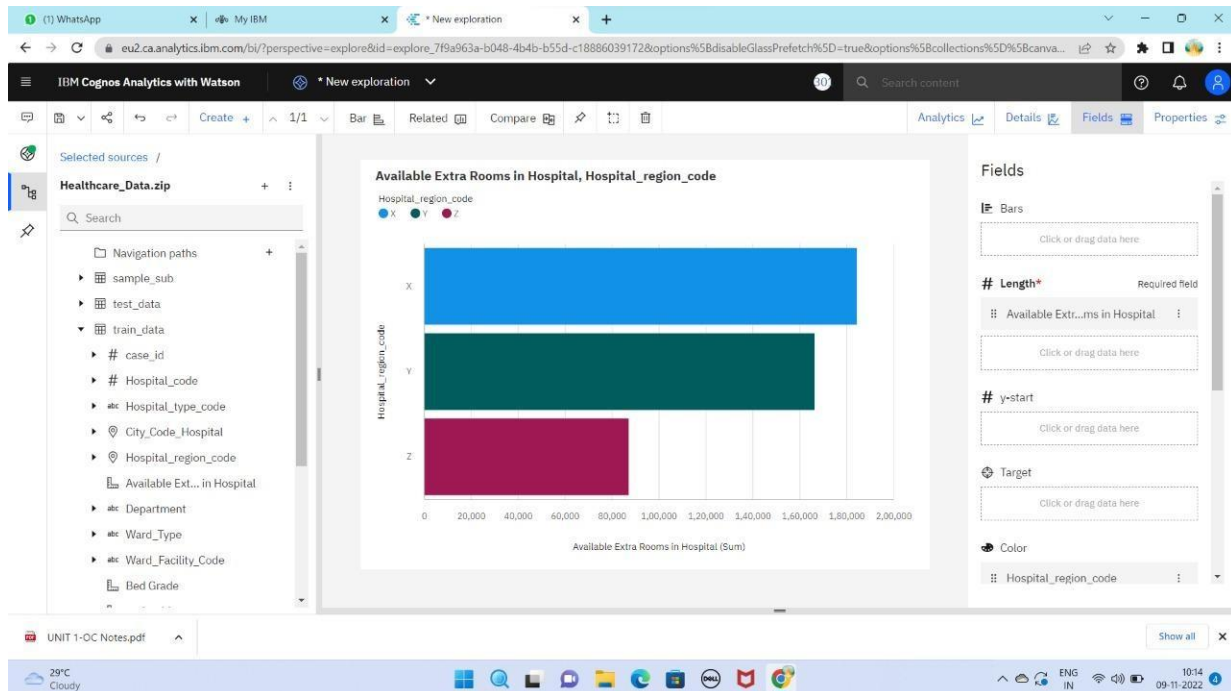 (1) WhatsApp
My IBM
* New exploration
eu2.ca.analytics.ibm.com/bi/?perspective=explore&id=explore_7f9a963a-b048-4b4b-b55d-c18886039172&options%5BdisableGlassPrefetch%5D=true&options%5Bcollections%5D%5Bcanva...
IBM Cognos Analytics with Watson
* New exploration
Search content
Create +
1/1
Bar
Related
Compare
Analytics
Details
Fields
Properties
Selected sources /
Healthcare_Data.zip
Search
Navigation paths
sample_sub
test_data
train_data
# case_id
# Hospital_code
abc Hospital_type_code
City_Code_Hospital
Hospital_region_code
Available Ext... in Hospital
abc Department
abc Ward_Type
abc Ward_Facility_Code
Bed Grade
Available Extra Rooms in Hospital, Hospital_region_code
Hospital_region_code
X Y Z
Hospital_region_code
X
Y
Z
0 20,000 40,000 60,000 80,000 1,00,000 1,20,000 1,40,000 1,60,000 1,80,000 2,00,000
Available Extra Rooms in Hospital (Sum)
Fields
Bars
Click or drag data here
# Length* Required field
Available Extr...ms in Hospital
Click or drag data here
# y-start
Click or drag data here
Target
Click or drag data here
Color
Hospital_region_code
UNIT 1-OC Notes.pdf
Show all
29°C
Cloudy
DELL
ENG
IN
10:14
09-11-2022
4